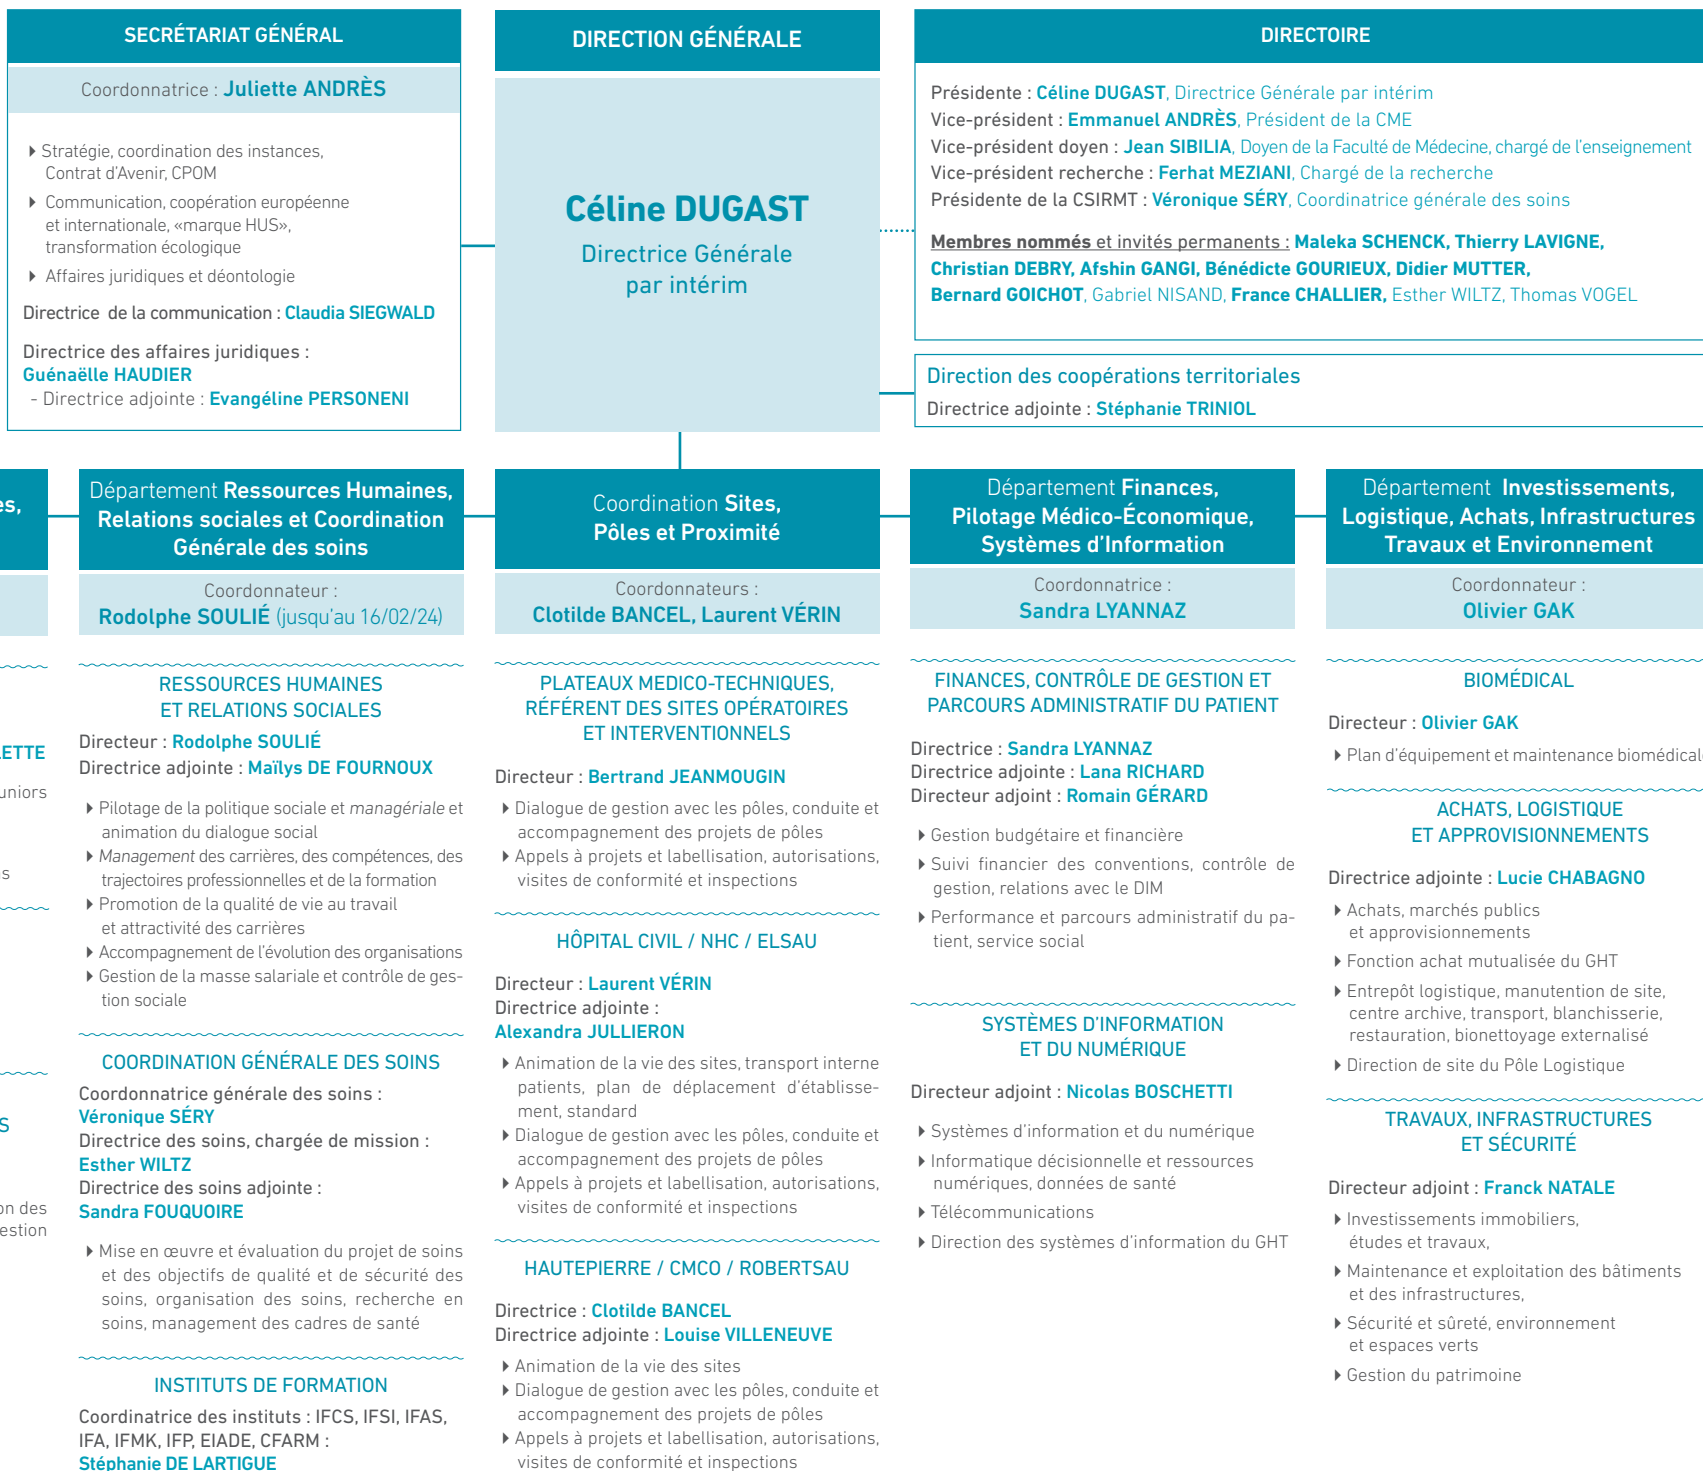 SECRÉTARIAT GÉNÉRAL
Coordonnatrice : Juliette ANDRÈS
Stratégie, coordination des instances,
Contrat d'Avenir, CPOM
Communication, coopération européenne
et internationale, «marque HUS»,
transformation écologique
Affaires juridiques et déontologie
Directrice de la communication : Claudia SIEGWALD
Directrice des affaires juridiques :
Guénaëlle HAUDIER
- Directrice adjointe : Evangéline PERSONENI
DIRECTION GÉNÉRALE
Céline DUGAST
Directrice Générale
par intérim
DIRECTOIRE
Présidente : Céline DUGAST, Directrice Générale par intérim
Vice-président : Emmanuel ANDRÈS, Président de la CME
Vice-président doyen : Jean SIBILIA, Doyen de la Faculté de Médecine, chargé de l'enseignement
Vice-président recherche : Ferhat MEZIANI, Chargé de la recherche
Présidente de la CSIRMT : Véronique SÉRY, Coordinatrice générale des soins
Membres nommés et invités permanents : Maleka SCHENCK, Thierry LAVIGNE,
Christian DEBRY, Afshin GANGI, Bénédicte GOURIEUX, Didier MUTTER,
Bernard GOICHOT, Gabriel NISAND, France CHALLIER, Esther WILTZ, Thomas VOGEL
Direction des coopérations territoriales
Directrice adjointe : Stéphanie TRINIOL
es,
LETTE
uniors
s
S
on des
estion
Département Ressources Humaines,
Relations sociales et Coordination
Générale des soins
Coordonnateur :
Rodolphe SOULIÉ (jusqu'au 16/02/24)
RESSOURCES HUMAINES
ET RELATIONS SOCIALES
Directeur : Rodolphe SOULIÉ
Directrice adjointe : Maïlys DE FOURNOUX
Pilotage de la politique sociale et managériale et
animation du dialogue social
Management des carrières, des compétences, des
trajectoires professionnelles et de la formation
Promotion de la qualité de vie au travail
et attractivité des carrières
Accompagnement de l'évolution des organisations
Gestion de la masse salariale et contrôle de ges-
tion sociale
COORDINATION GÉNÉRALE DES SOINS
Coordonnatrice générale des soins :
Véronique SÉRY
Directrice des soins, chargée de mission :
Esther WILTZ
Directrice des soins adjointe :
Sandra FOUQUOIRE
Mise en œuvre et évaluation du projet de soins
et des objectifs de qualité et de sécurité des
soins, organisation des soins, recherche en
soins, management des cadres de santé
INSTITUTS DE FORMATION
Coordinatrice des instituts : IFCS, IFSI, IFAS,
IFA, IFMK, IFP, EIADE, CFARM :
Stéphanie DE LARTIGUE
Coordination Sites,
Pôles et Proximité
Coordonnateurs :
Clotilde BANCEL, Laurent VÉRIN
PLATEAUX MEDICO-TECHNIQUES,
RÉFÉRENT DES SITES OPÉRATOIRES
ET INTERVENTIONNELS
Directeur : Bertrand JEANMOUGIN
Dialogue de gestion avec les pôles, conduite et
accompagnement des projets de pôles
Appels à projets et labellisation, autorisations,
visites de conformité et inspections
HÔPITAL CIVIL / NHC / ELSAU
Directeur : Laurent VÉRIN
Directrice adjointe :
Alexandra JULLIERON
Animation de la vie des sites, transport interne
patients, plan de déplacement d'établisse-
ment, standard
Dialogue de gestion avec les pôles, conduite et
accompagnement des projets de pôles
Appels à projets et labellisation, autorisations,
visites de conformité et inspections
HAUTEPIERRE / CMCO / ROBERTSAU
Directrice : Clotilde BANCEL
Directrice adjointe : Louise VILLENEUVE
Animation de la vie des sites
Dialogue de gestion avec les pôles, conduite et
accompagnement des projets de pôles
Appels à projets et labellisation, autorisations,
visites de conformité et inspections
Département Finances,
Pilotage Médico-Économique,
Systèmes d'Information
Coordonnatrice :
Sandra LYANNAZ
FINANCES, CONTRÔLE DE GESTION ET
PARCOURS ADMINISTRATIF DU PATIENT
Directrice : Sandra LYANNAZ
Directrice adjointe : Lana RICHARD
Directeur adjoint : Romain GÉRARD
Gestion budgétaire et financière
Suivi financier des conventions, contrôle de
gestion, relations avec le DIM
Performance et parcours administratif du pa-
tient, service social
SYSTÈMES D'INFORMATION
ET DU NUMÉRIQUE
Directeur adjoint : Nicolas BOSCHETTI
Systèmes d'information et du numérique
Informatique décisionnelle et ressources
numériques, données de santé
Télécommunications
Direction des systèmes d'information du GHT
Département Investissements,
Logistique, Achats, Infrastructures
Travaux et Environnement
Coordonnateur :
Olivier GAK
BIOMÉDICAL
Directeur : Olivier GAK
Plan d'équipement et maintenance biomédicale
ACHATS, LOGISTIQUE
ET APPROVISIONNEMENTS
Directrice adjointe : Lucie CHABAGNO
Achats, marchés publics
et approvisionnements
Fonction achat mutualisée du GHT
Entrepôt logistique, manutention de site,
centre archive, transport, blanchisserie,
restauration, bionettoyage externalisé
Direction de site du Pôle Logistique
TRAVAUX, INFRASTRUCTURES
ET SÉCURITÉ
Directeur adjoint : Franck NATALE
Investissements immobiliers,
études et travaux,
Maintenance et exploitation des bâtiments
et des infrastructures,
Sécurité et sûreté, environnement
et espaces verts
Gestion du patrimoine